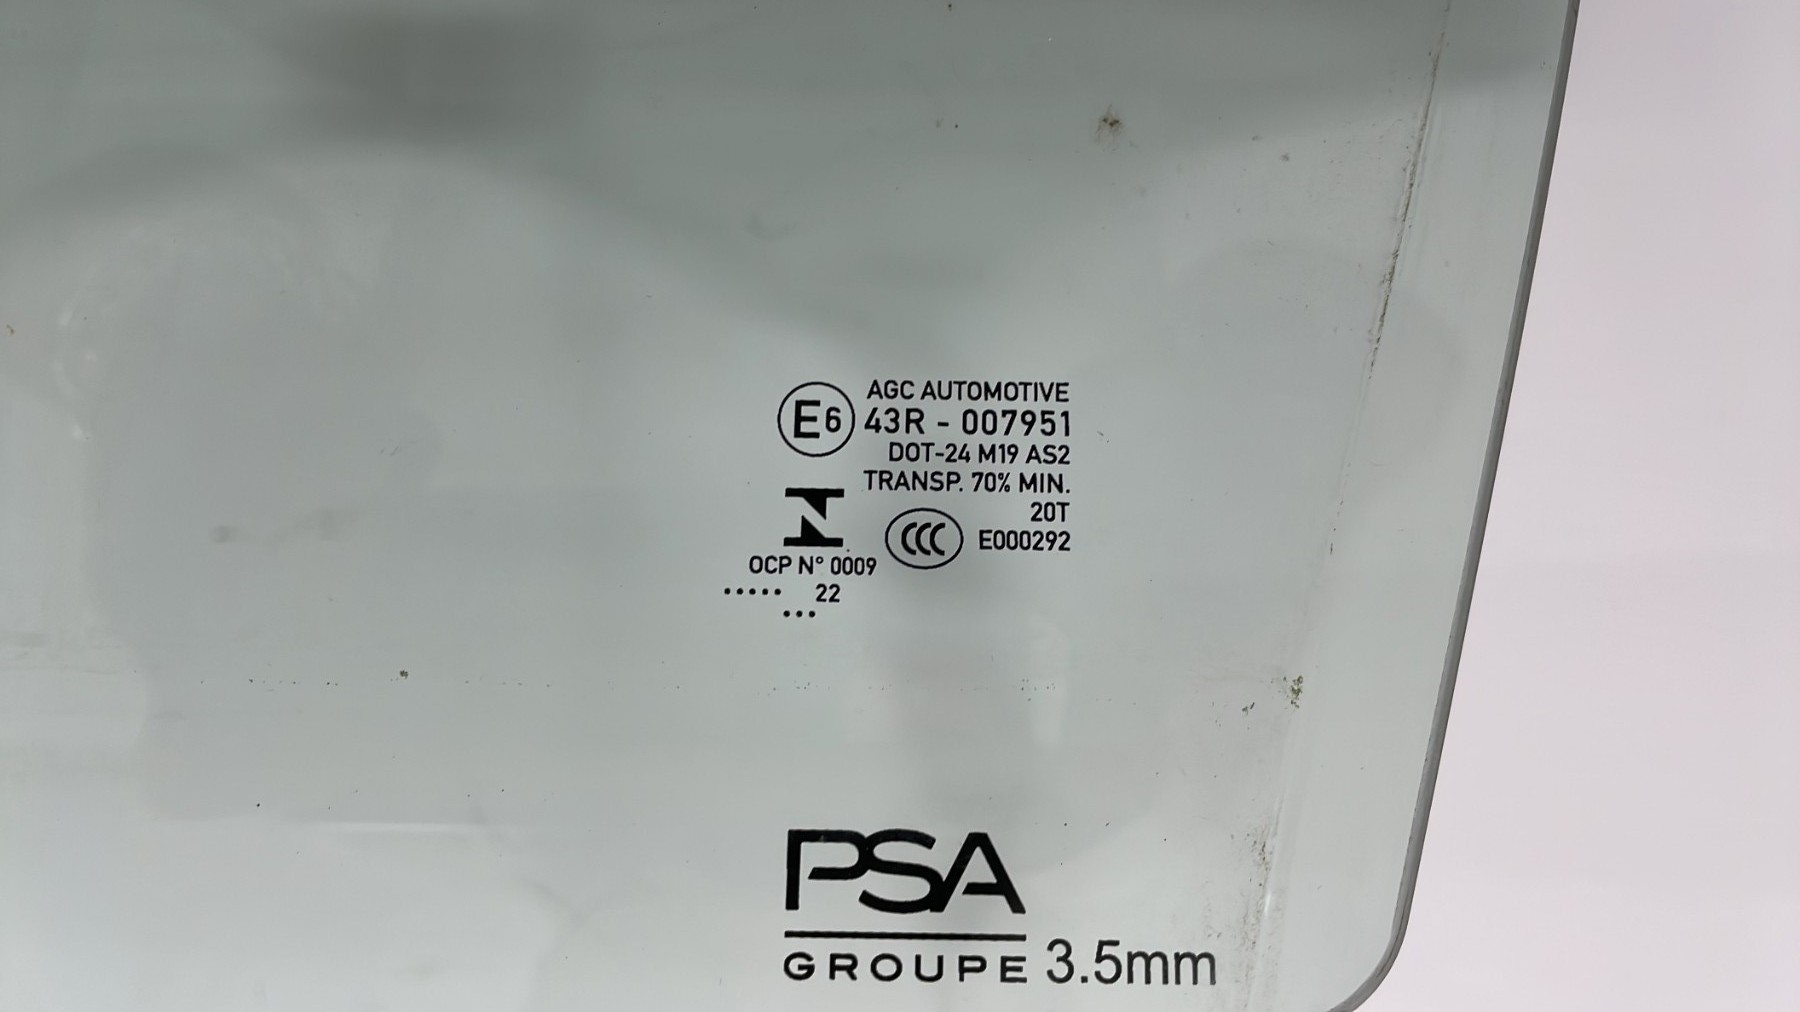 AGC AUTOMOTIVE
E6 43R - 007951
DOT-24 M19 AS2
TRANSP. 70% MIN.
20T
CCC E000292
OCP N° 0009
..... 22
...
PSA
GROUPE 3.5mm